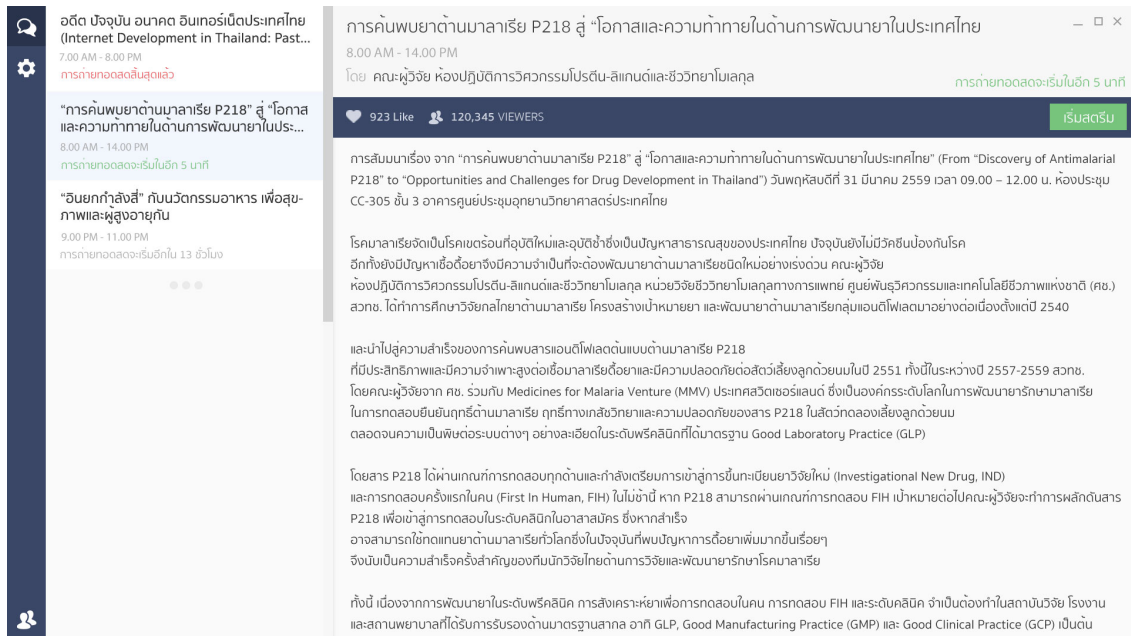 อดีต ปัจจุบัน อนาคต อินเทอร์เน็ตประเทศไทย
(Internet Development in Thailand: Past...
7.00 AM - 8.00 PM
การถ่ายทอดสดสิ้นสุดแล้ว
“การค้นพบยาต้านมาลาเรีย P218” สู่ “โอกาส
และความท้าทายในด้านการพัฒนายาในประ...
8.00 AM - 14.00 PM
การถ่ายทอดสดจะเริ่มในอีก 5 นาที
“อินยกกำลังสี่” กับนวัตกรรมอาหาร เพื่อสุข-
ภาพและผู้สูงอายุกัน
9.00 PM - 11.00 PM
การถ่ายทอดสดจะเริ่มอีกใน 13 ชั่วโมง
การค้นพบยาต้านมาลาเรีย P218 สู่ “โอกาสและความท้าทายในด้านการพัฒนายาในประเทศไทย
8.00 AM - 14.00 PM
โดย คณะผู้วิจัย ห้องปฏิบัติการวิศวกรรมโปรตีน-ลิแกนด์และชีววิทยาโมเลกุล
การถ่ายทอดสดจะเริ่มในอีก 5 นาที
923 Like 120,345 VIEWERS
เริ่มสตรีม
การสัมมนาเรื่อง จาก “การค้นพบยาต้านมาลาเรีย P218” สู่ “โอกาสและความท้าทายในด้านการพัฒนายาในประเทศไทย” (From “Discovery of Antimalarial
P218” to “Opportunities and Challenges for Drug Development in Thailand”) วันพฤหัสบดีที่ 31 มีนาคม 2559 เวลา 09.00 – 12.00 น. ห้องประชุม
CC-305 ชั้น 3 อาคารศูนย์ประชุมอุทยานวิทยาศาสตร์ประเทศไทย
โรคมาลาเรียจัดเป็นโรคเขตร้อนที่อุบัติใหม่และอุบัติซ้ำซึ่งเป็นปัญหาสาธารณสุขของประเทศไทย ปัจจุบันยังไม่มีวัคซีนป้องกันโรค
อีกทั้งยังมีปัญหาเชื้อดื้อยาจึงมีความจำเป็นที่จะต้องพัฒนายาต้านมาลาเรียชนิดใหม่อย่างเร่งด่วน คณะผู้วิจัย
ห้องปฏิบัติการวิศวกรรมโปรตีน-ลิแกนด์และชีววิทยาโมเลกุล หน่วยวิจัยชีววิทยาโมเลกุลทางการแพทย์ ศูนย์พันธุวิศวกรรมและเทคโนโลยีชีวภาพแห่งชาติ (ศช.)
สวทช. ได้ทำการศึกษาวิจัยกลไกยาต้านมาลาเรีย โครงสร้างเป้าหมายยา และพัฒนายาต้านมาลาเรียกลุ่มแอนติโฟเลตมาอย่างต่อเนื่องตั้งแต่ปี 2540
และนำไปสู่ความสำเร็จของการค้นพบสารแอนติโฟเลตต้นแบบต้านมาลาเรีย P218
ที่มีประสิทธิภาพและมีความจำเพาะสูงต่อเชื้อมาลาเรียดื้อยาและมีความปลอดภัยต่อสัตว์เลี้ยงลูกด้วยนมในปี 2551 ทั้งนี้ในระหว่างปี 2557-2559 สวทช.
โดยคณะผู้วิจัยจาก ศช. ร่วมกับ Medicines for Malaria Venture (MMV) ประเทศสวิตเซอร์แลนด์ ซึ่งเป็นองค์กรระดับโลกในการพัฒนายารักษามาลาเรีย
ในการทดสอบยืนยันฤทธิ์ต้านมาลาเรีย ฤทธิ์ทางเภสัชวิทยาและความปลอดภัยของสาร P218 ในสัตว์ทดลองเลี้ยงลูกด้วยนม
ตลอดจนความเป็นพิษต่อระบบต่างๆ อย่างละเอียดในระดับพรีคลินิกที่ได้มาตรฐาน Good Laboratory Practice (GLP)
โดยสาร P218 ได้ผ่านเกณฑ์การทดสอบทุกด้านและกำลังเตรียมการเข้าสู่การขึ้นทะเบียนยาวิจัยใหม่ (Investigational New Drug, IND)
และการทดสอบครั้งแรกในคน (First In Human, FIH) ในไม่ช้านี้ หาก P218 สามารถผ่านเกณฑ์การทดสอบ FIH เป้าหมายต่อไปคณะผู้วิจัยจะทำการผลักดันสาร
P218 เพื่อเข้าสู่การทดสอบในระดับคลินิกในอาสาสมัคร ซึ่งหากสำเร็จ
อาจสามารถใช้ทดแทนยาต้านมาลาเรียทั่วโลกซึ่งในปัจจุบันที่พบปัญหาการดื้อยาเพิ่มมากขึ้นเรื่อยๆ
จึงนับเป็นความสำเร็จครั้งสำคัญของทีมนักวิจัยไทยด้านการวิจัยและพัฒนายารักษาโรคมาลาเรีย
ทั้งนี้ เนื่องจากการพัฒนายาในระดับพรีคลินิค การสังเคราะห์ยาเพื่อการทดสอบในคน การทดสอบ FIH และระดับคลินิค จำเป็นต้องทำในสถาบันวิจัย โรงงาน
และสถานพยาบาลที่ได้รับการรับรองด้านมาตรฐานสากล อาทิ GLP, Good Manufacturing Practice (GMP) และ Good Clinical Practice (GCP) เป็นต้น